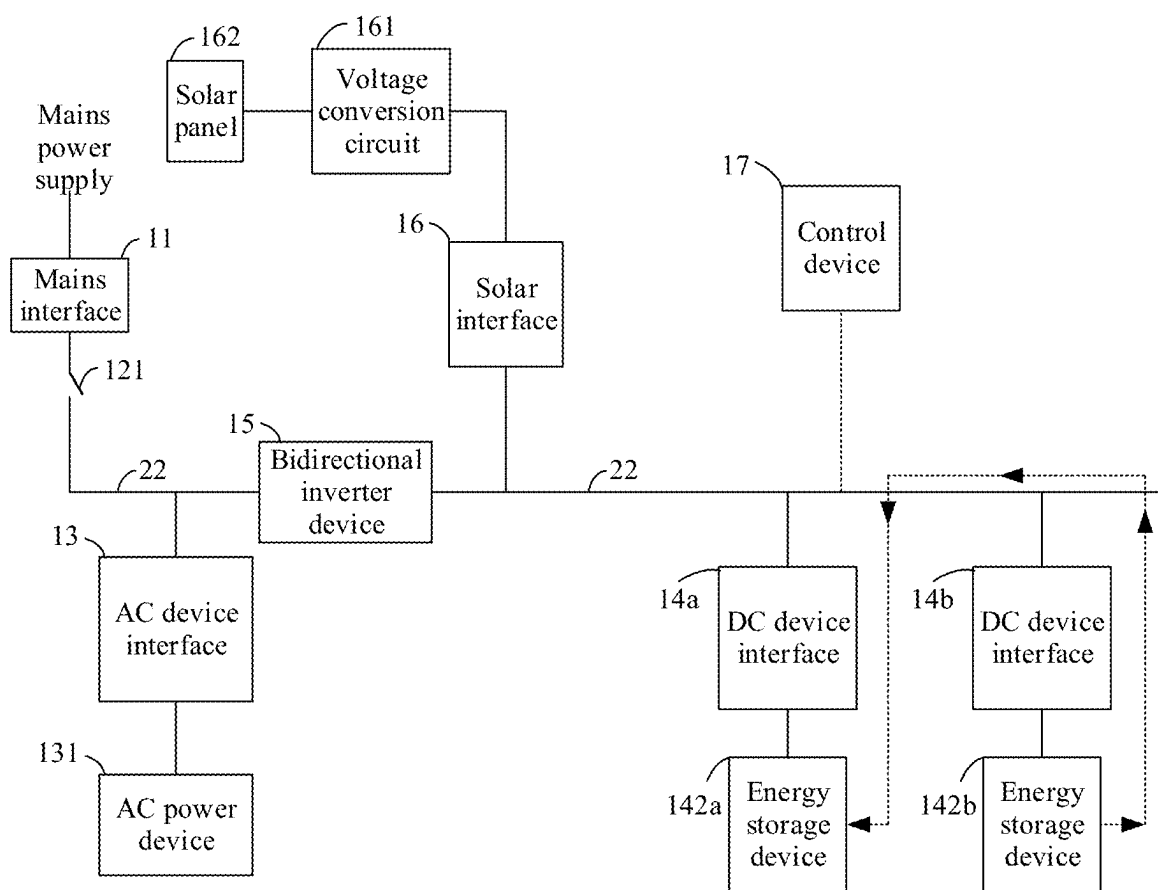 162
161
Solar
panel
Voltage
conversion
circuit
Mains
power
supply
17
Control
device
11
Mains
interface
16
Solar
interface
121
15
Bidirectional
inverter
device
22
22
13
AC device
interface
14a
DC device
interface
14b
DC device
interface
131
AC power
device
142a
Energy
storage
device
142b
Energy
storage
device